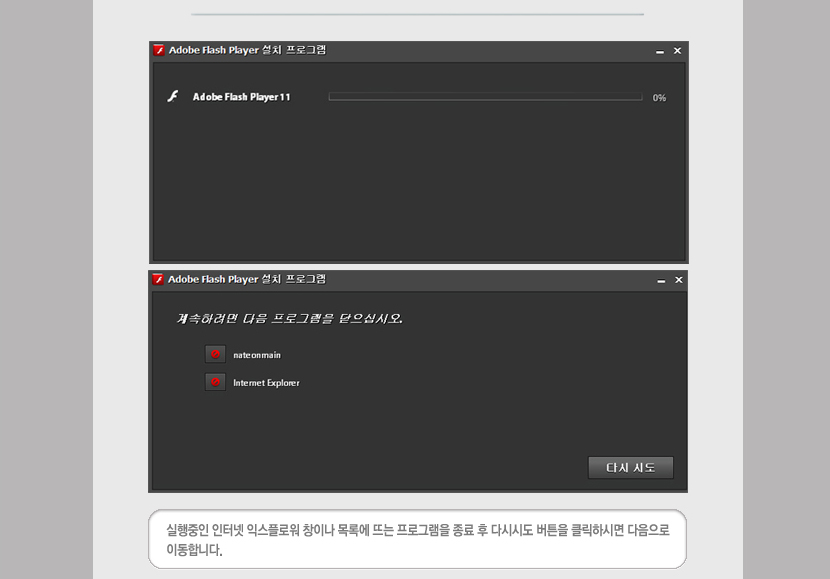 Adobe Flash Player 설치 프로그램
Adobe Flash Player 11 0%
Adobe Flash Player 설치 프로그램
계속하려면 다음 프로그램을 닫으십시오.
nateonmain
Internet Explorer
다시 시도
실행중인 인터넷 익스플로워 창이나 목록에 뜨는 프로그램을 종료 후 다시시도 버튼을 클릭하시면 다음으로
이동합니다.